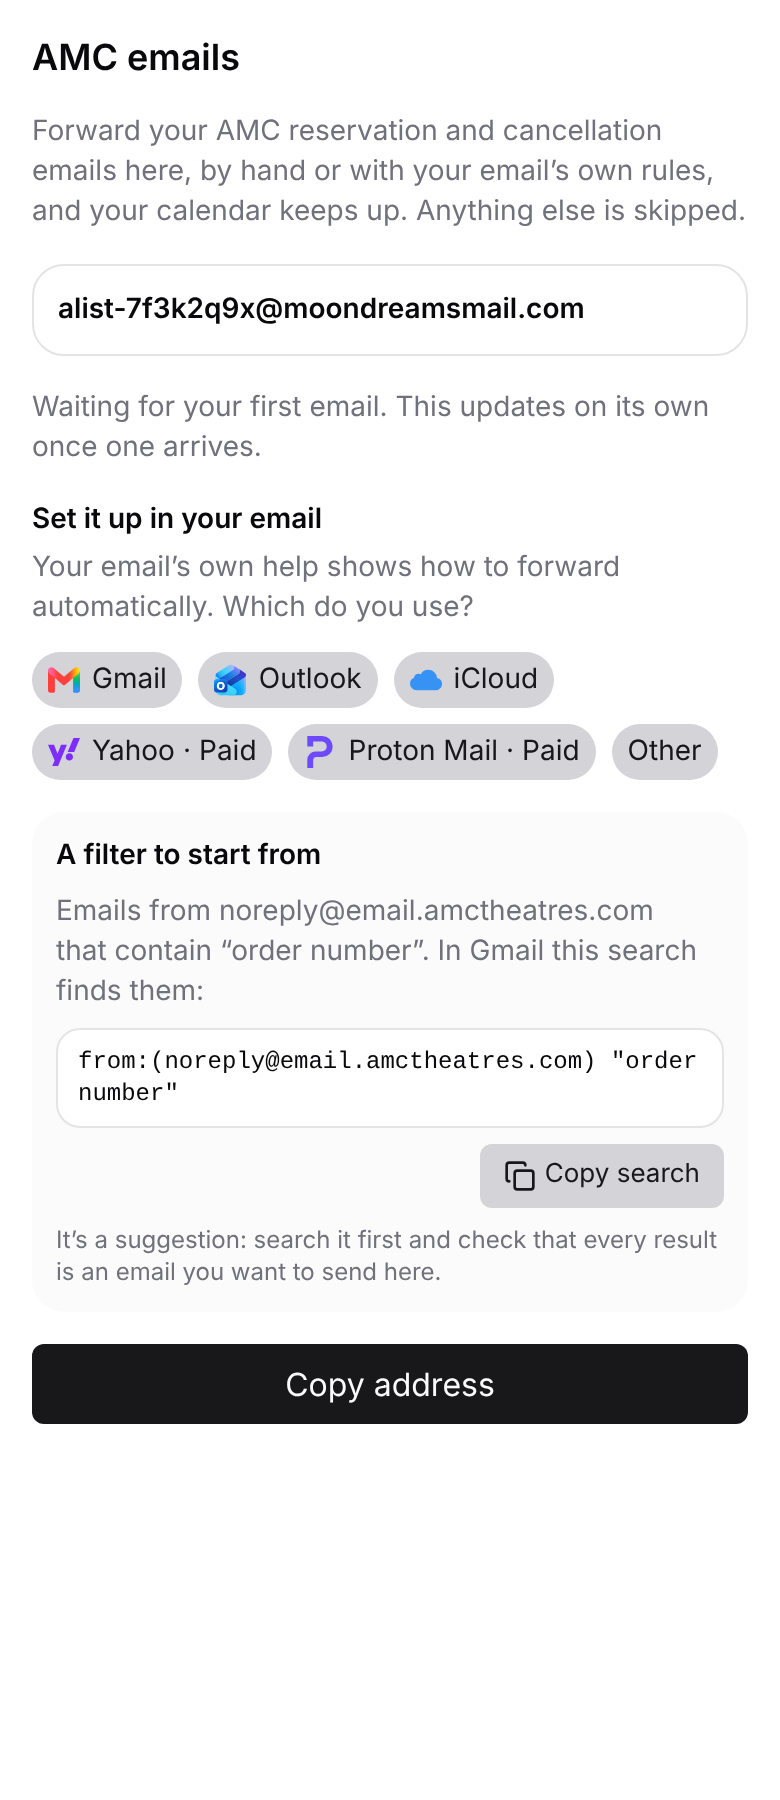 AMC emails
Forward your AMC reservation and cancellation
emails here, by hand or with your email’s own rules,
and your calendar keeps up. Anything else is skipped.
alist-7f3k2q9x@moondreamsmail.com
Waiting for your first email. This updates on its own
once one arrives.
Set it up in your email
Your email’s own help shows how to forward
automatically. Which do you use?
Gmail Outlook iCloud
Yahoo · Paid Proton Mail · Paid Other
A filter to start from
Emails from noreply@email.amctheatres.com
that contain “order number”. In Gmail this search
finds them:
from:(noreply@email.amctheatres.com) "order
number"
Copy search
It’s a suggestion: search it first and check that every result
is an email you want to send here.
Copy address